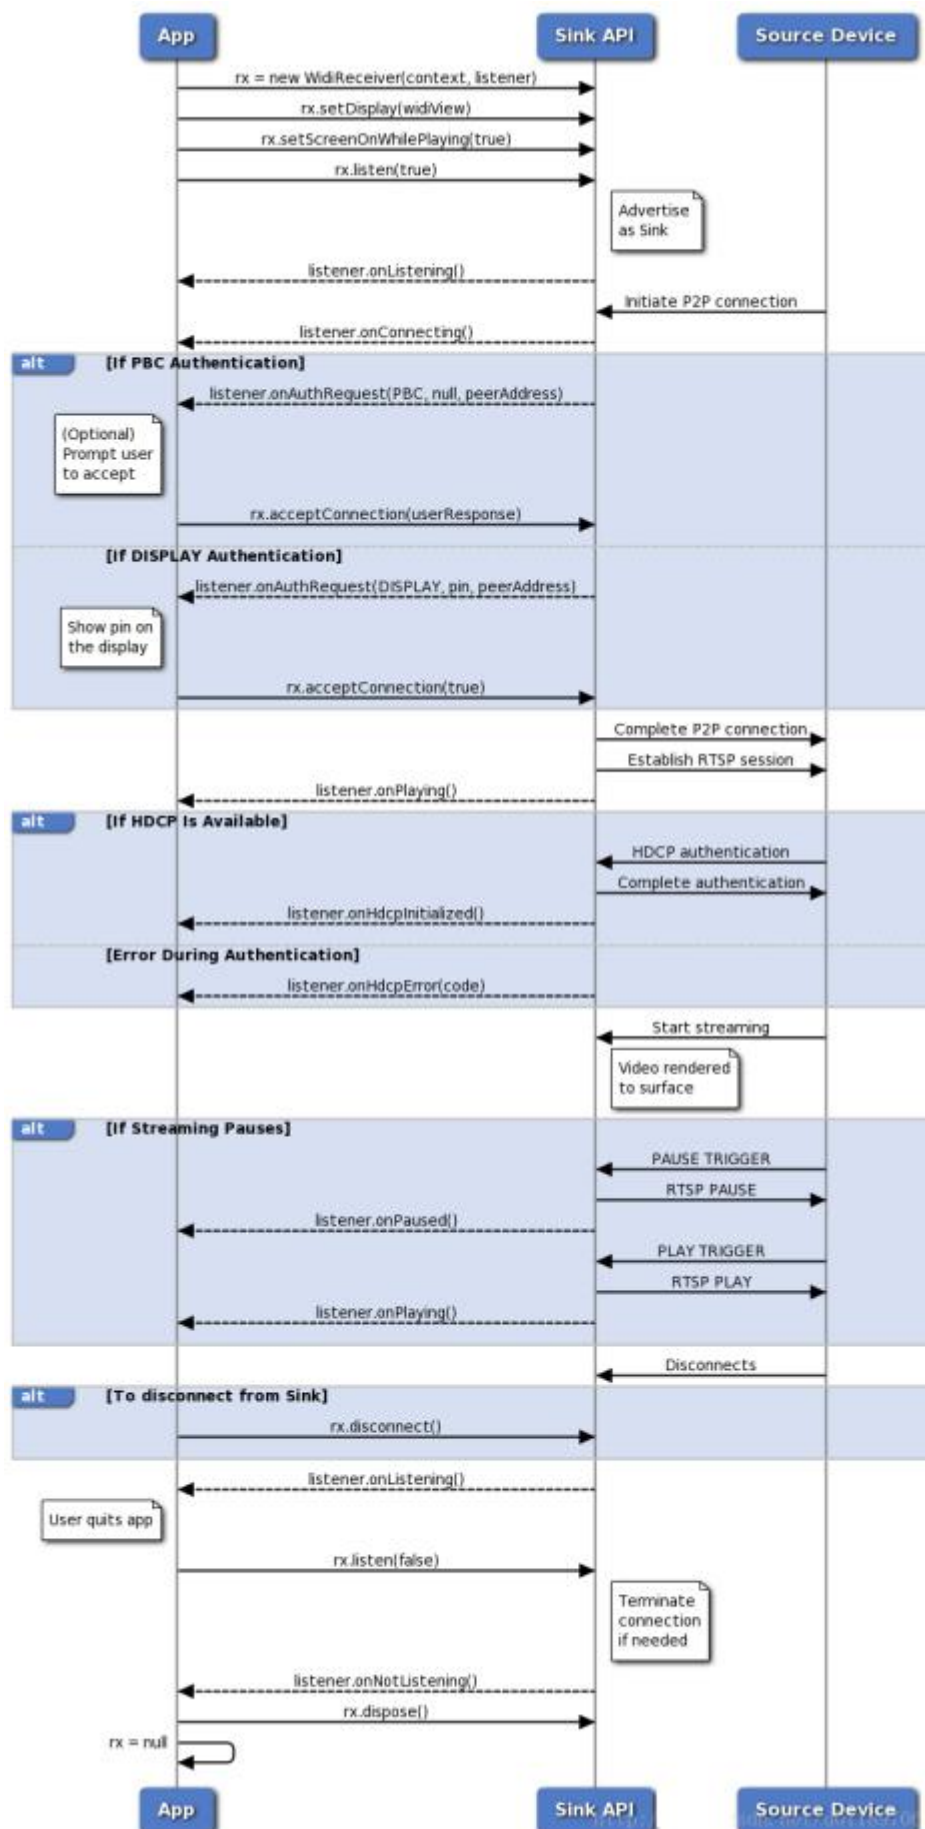 App
Sink API
Source Device
rx = new WidiReceiver(context, listener)
rx.setDisplay(widiView)
rx.setScreenOnWhilePlaying(true)
rx.listen(true)
Advertise
as Sink
listener.onListening()
Initiate P2P connection
listener.onConnecting()
alt
[If PBC Authentication]
listener.onAuthRequest(PBC, null, peerAddress)
(Optional)
Prompt user
to accept
rx.acceptConnection(userResponse)
[If DISPLAY Authentication]
listener.onAuthRequest(DISPLAY, pin, peerAddress)
Show pin on
the display
rx.acceptConnection(true)
Complete P2P connection
Establish RTSP session
listener.onPlaying()
alt
[If HDCP Is Available]
HDCP authentication
Complete authentication
listener.onHdcpInitialized()
[Error During Authentication]
listener.onHdcpError(code)
Start streaming
Video rendered
to surface
alt
[If Streaming Pauses]
PAUSE TRIGGER
RTSP PAUSE
listener.onPaused()
PLAY TRIGGER
RTSP PLAY
listener.onPlaying()
Disconnects
alt
[To disconnect from Sink]
rx.disconnect()
listener.onListening()
User quits app
rx.listen(false)
Terminate
connection
if needed
listener.onNotListening()
rx.dispose()
rx = null
App
Sink API
Source Device